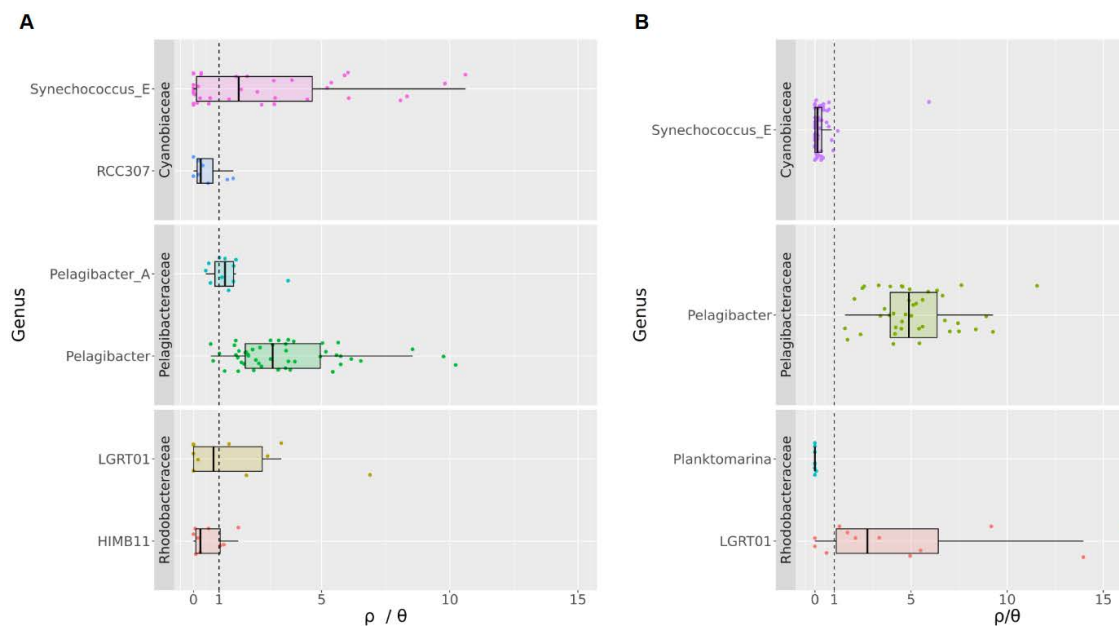 A
Genus
Synechococcus_E
RCC307
Cyanobiaceae
Pelagibacter_A
Pelagibacter
Pelagibacteraceae
LGRT01
HIMB11
Rhodobacteraceae
0 1 5 10 15
ρ / θ
B
Genus
Synechococcus_E
Cyanobiaceae
Pelagibacter
Pelagibacteraceae
Planktomarina
LGRT01
Rhodobacteraceae
0 1 5 10 15
ρ/θ